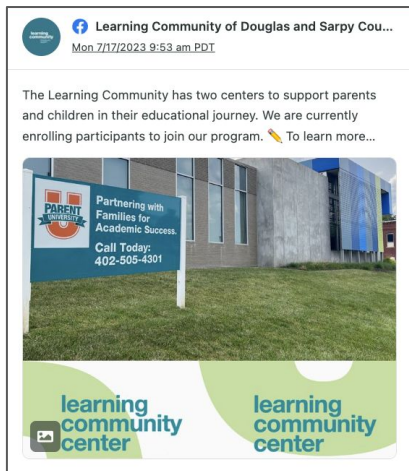 learning
community
Learning Community of Douglas and Sarpy Cou...
Mon 7/17/2023 9:53 am PDT
The Learning Community has two centers to support parents
and children in their educational journey. We are currently
enrolling participants to join our program. ✏️ To learn more...
PARENT
UNIVERSITY
U
Partnering with
Families for
Academic Success.
Call Today:
402-505-4301
learning
community
center
learning
community
center